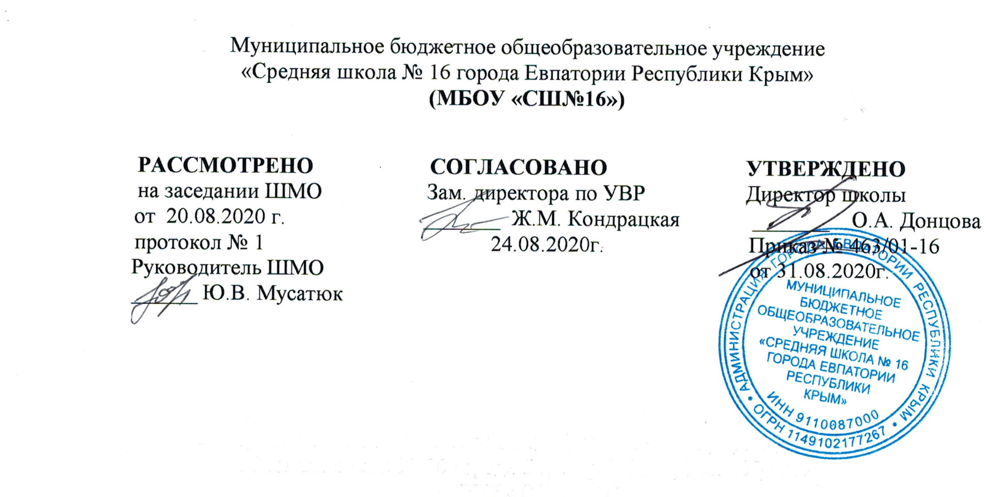 Муниципальное бюджетное общеобразовательное учреждение
«Средняя школа № 16 города Евпатории Республики Крым»
(МБОУ «СШ№16»)
РАССМОТРЕНО
на заседании ШМО
от 20.08.2020 г.
протокол № 1
Руководитель ШМО
Ю.В. Мусатюк
СОГЛАСОВАНО
Зам. директора по УВР
Ж.М. Кондрацкая
24.08.2020г.
УТВЕРЖДЕНО
Директор школы
О.А. Донцова
Приказ № 463/01-16
от 31.08.2020г.
АДМИНИСТРАЦИЯ ГОРОДА ЕВПАТОРИИ РЕСПУБЛИКИ КРЫМ
МУНИЦИПАЛЬНОЕ
БЮДЖЕТНОЕ
ОБЩЕОБРАЗОВАТЕЛЬНОЕ
УЧРЕЖДЕНИЕ
«СРЕДНЯЯ ШКОЛА № 16
ГОРОДА ЕВПАТОРИИ
РЕСПУБЛИКИ
КРЫМ»
ИНН 9110087000
ОГРН 1149102177267